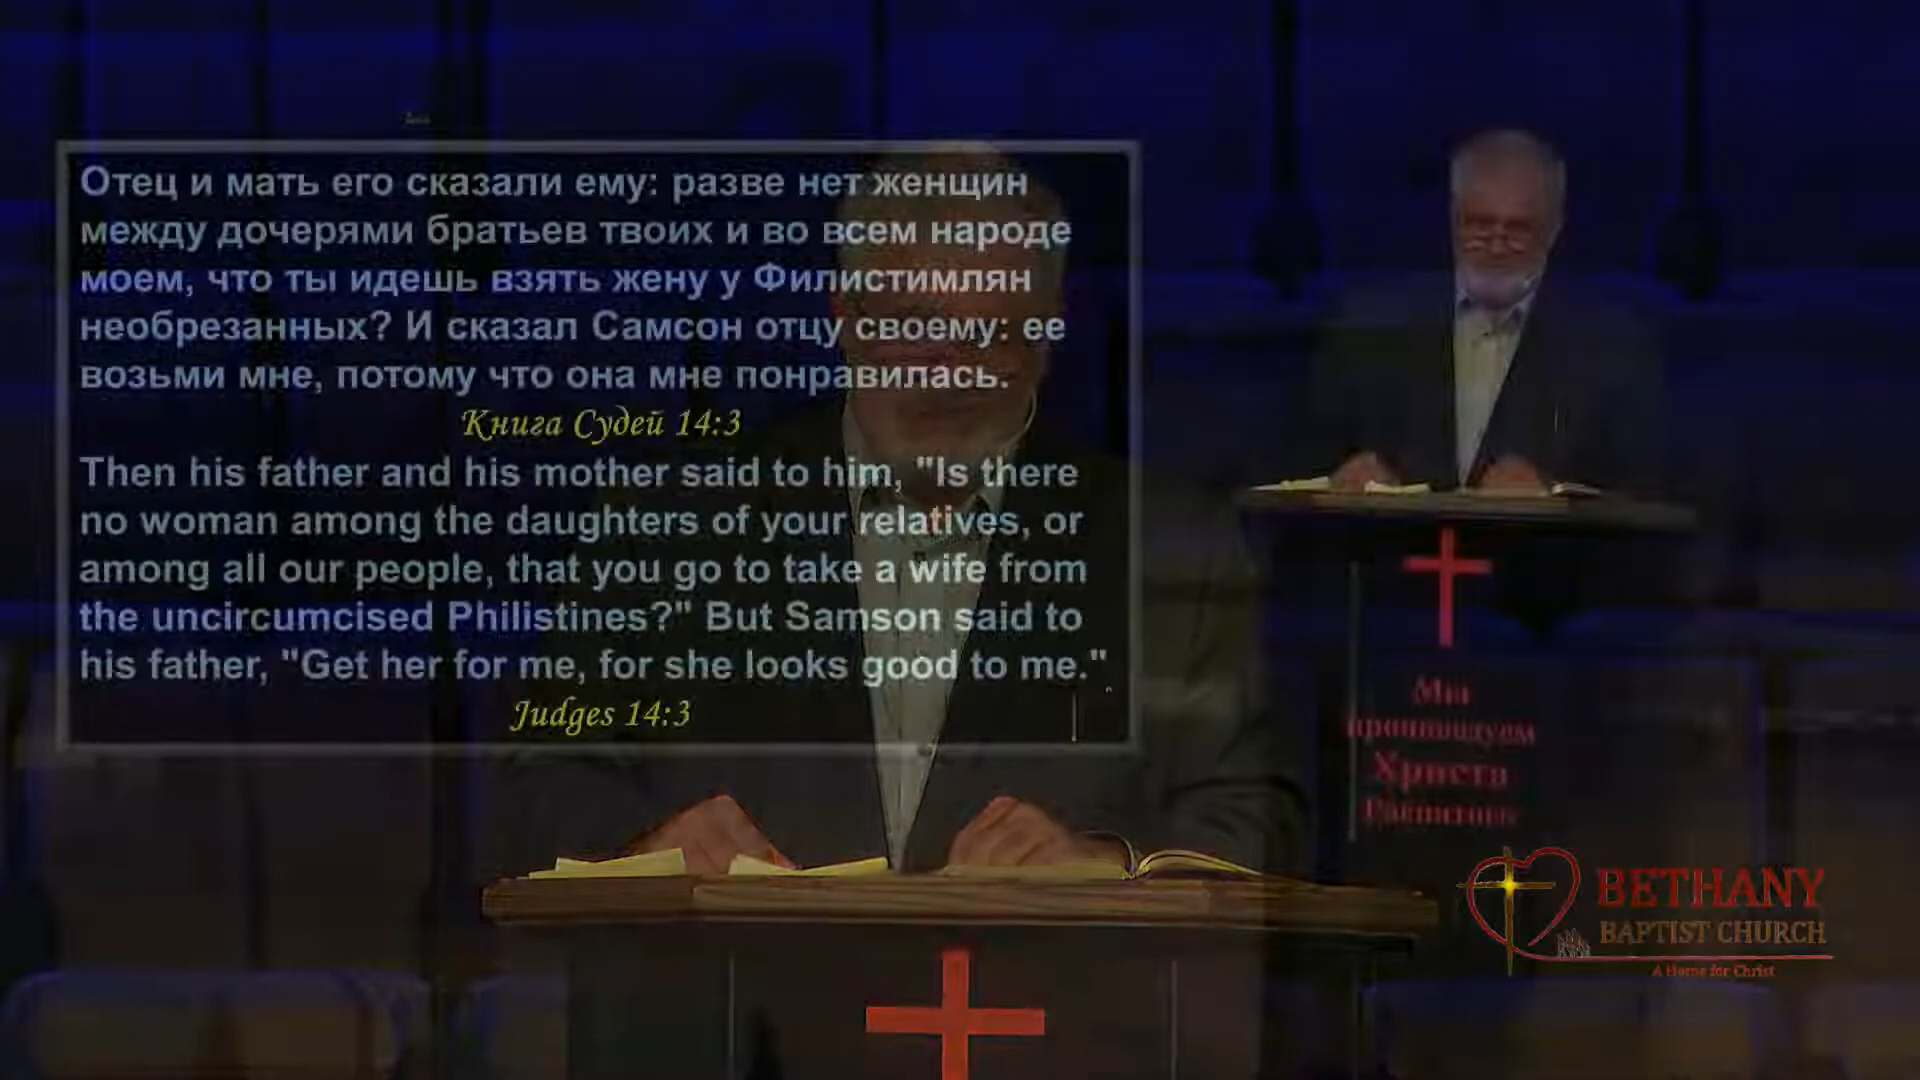 Отец и мать его сказали ему: разве нет женщин
между дочерями братьев твоих и во всем народе
моем, что ты идешь взять жену у Филистимлян
необрезанных? И сказал Самсон отцу своему: ее
возьми мне, потому что она мне понравилась.
Книга Судей 14:3
Then his father and his mother said to him, "Is there
no woman among the daughters of your relatives, or
among all our people, that you go to take a wife from
the uncircumcised Philistines?" But Samson said to
his father, "Get her for me, for she looks good to me."
Judges 14:3
Мы
проповедуем
Христа
Распятого
BETHANY
BAPTIST CHURCH
A Home for Christ